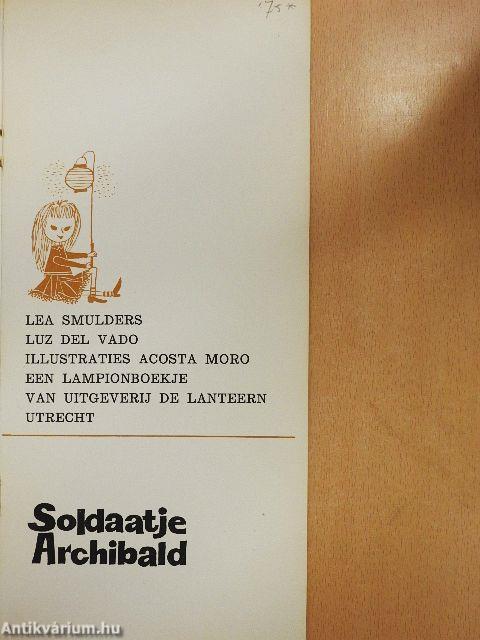 '75*
LEA SMULDERS
LUZ DEL VADO
ILLUSTRATIES ACOSTA MORO
EEN LAMPIONBOEKJE
VAN UITGEVERIJ DE LANTEERN
UTRECHT
Soldaatje
Archibald
Antikvárium.hu